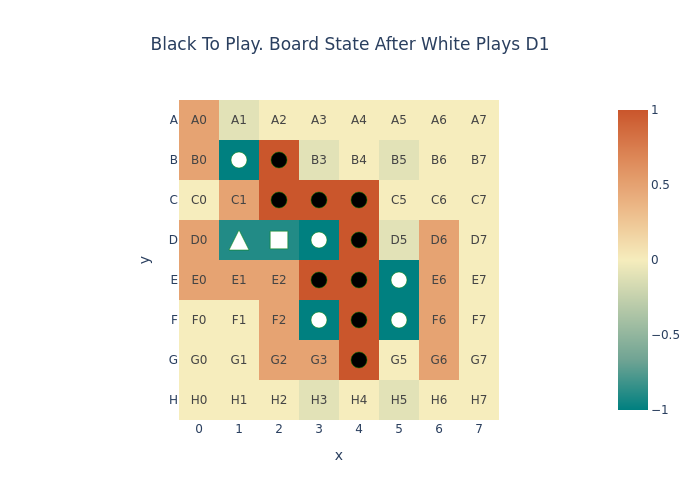 Black To Play. Board State After White Plays D1
A A0 A1 A2 A3 A4 A5 A6 A7
B B0 B3 B4 B5 B6 B7
C C0 C1 C5 C6 C7
D D0 D5 D6 D7
E E0 E1 E2 E6 E7
F F0 F1 F2 F6 F7
G G0 G1 G2 G3 G5 G6 G7
H H0 H1 H2 H3 H4 H5 H6 H7
0 1 2 3 4 5 6 7
x
y
1
0.5
0
−0.5
−1